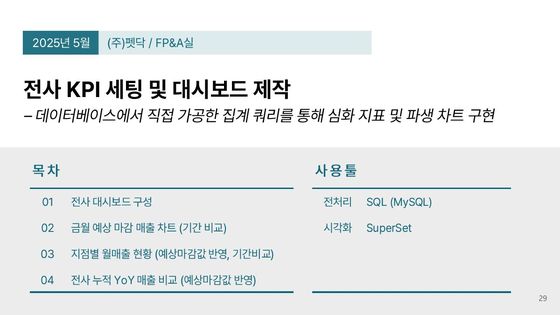 2025년 5월 (주)펫닥 / FP&A실
전사 KPI 세팅 및 대시보드 제작
– 데이터베이스에서 직접 가공한 집계 쿼리를 통해 심화 지표 및 파생 차트 구현
목차
01 전사 대시보드 구성
02 금월 예상 마감 매출 차트 (기간 비교)
03 지점별 월매출 현황 (예상마감값 반영, 기간비교)
04 전사 누적 YoY 매출 비교 (예상마감값 반영)
사용툴
전처리 SQL (MySQL)
시각화 SuperSet
29